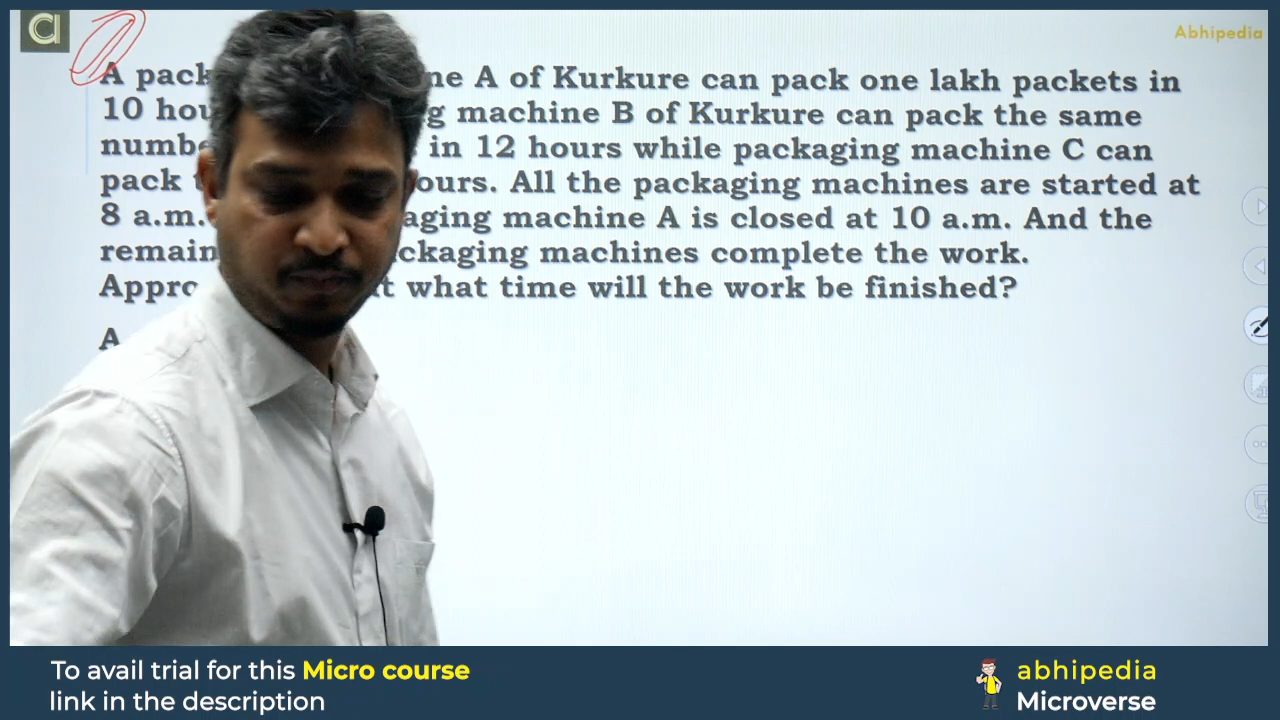 Abhipedia
A pack ne A of Kurkure can pack one lakh packets in
10 hou g machine B of Kurkure can pack the same
numbe in 12 hours while packaging machine C can
pack ours. All the packaging machines are started at
8 a.m. aging machine A is closed at 10 a.m. And the
remain ckaging machines complete the work.
Appro t what time will the work be finished?
A
To avail trial for this Micro course
link in the description
abhipedia
Microverse